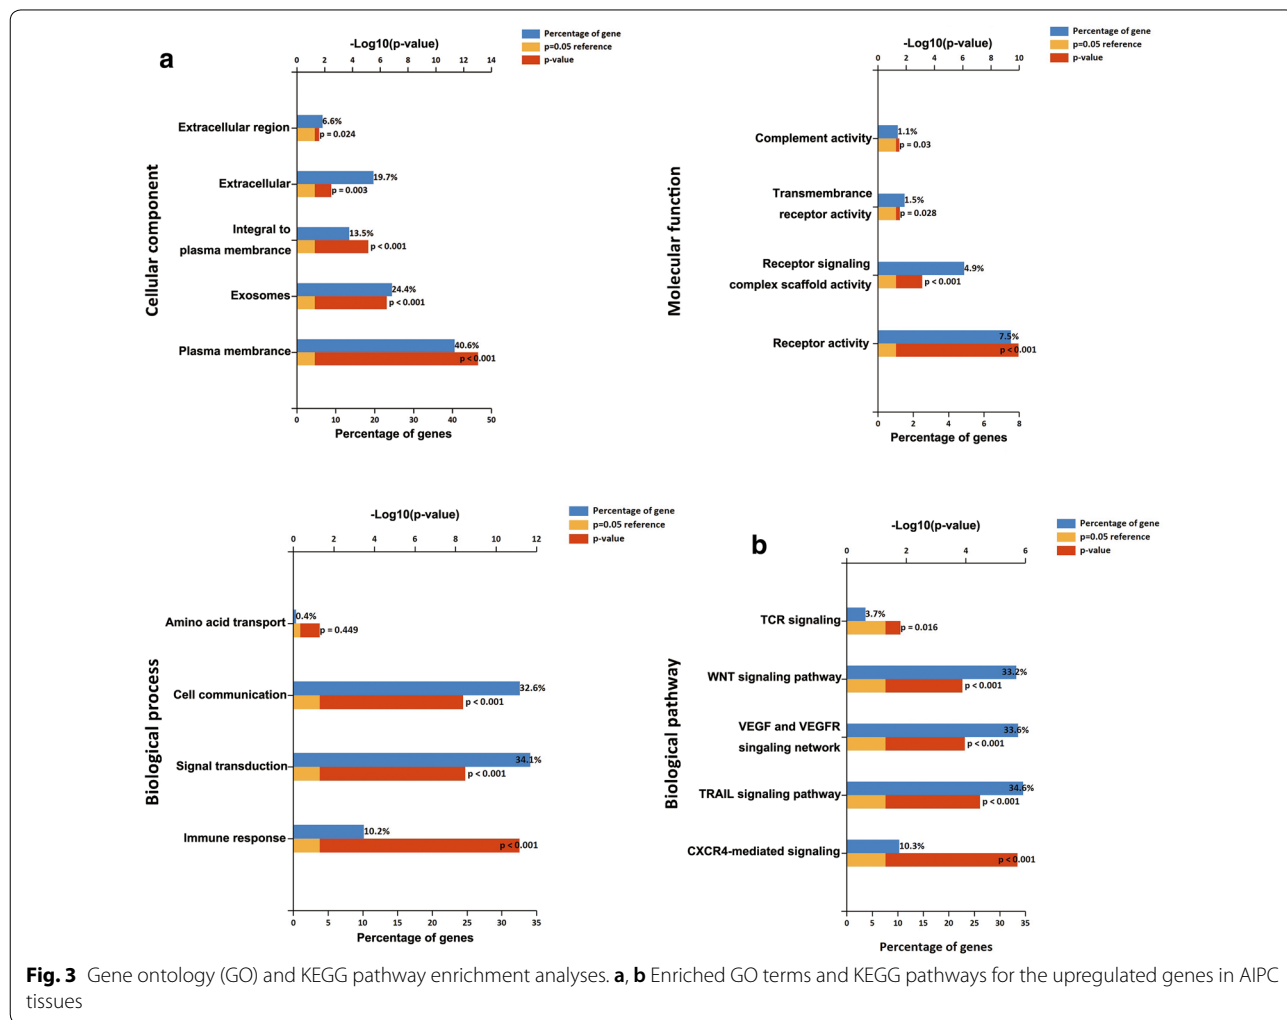 a
-Log10(p-value)
0 2 4 6 8 10 12 14
Percentage of gene
p=0.05 reference
p-value
Cellular component
Extracellular region
6.6%
p = 0.024
Extracellular
19.7%
p = 0.003
Integral to
plasma membrance
13.5%
p < 0.001
Exosomes
24.4%
p < 0.001
Plasma membrance
40.6%
p < 0.001
0 10 20 30 40 50
Percentage of genes
-Log10(p-value)
0 2 4 6 8 10
Percentage of gene
p=0.05 reference
p-value
Molecular function
Complement activity
1.1%
p = 0.03
Transmembrance
receptor activity
1.5%
p = 0.028
Receptor signaling
complex scaffold activity
4.9%
p < 0.001
Receptor activity
7.5%
p < 0.001
0 2 4 6 8
Percentage of genes
-Log10(p-value)
0 2 4 6 8 10 12
Percentage of gene
p=0.05 reference
p-value
Biological process
Amino acid transport
0.4%
p = 0.449
Cell communication
32.6%
p < 0.001
Signal transduction
34.1%
p < 0.001
Immune response
10.2%
p < 0.001
0 5 10 15 20 25 30 35
Percentage of genes
b
-Log10(p-value)
0 2 4 6
Percentage of gene
p=0.05 reference
p-value
Biological pathway
TCR signaling
3.7%
p = 0.016
WNT signaling pathway
33.2%
p < 0.001
VEGF and VEGFR
singaling network
33.6%
p < 0.001
TRAIL signaling pathway
34.6%
p < 0.001
CXCR4-mediated signaling
10.3%
p < 0.001
0 5 10 15 20 25 30 35
Percentage of genes
Fig. 3 Gene ontology (GO) and KEGG pathway enrichment analyses. a, b Enriched GO terms and KEGG pathways for the upregulated genes in AIPC
tissues